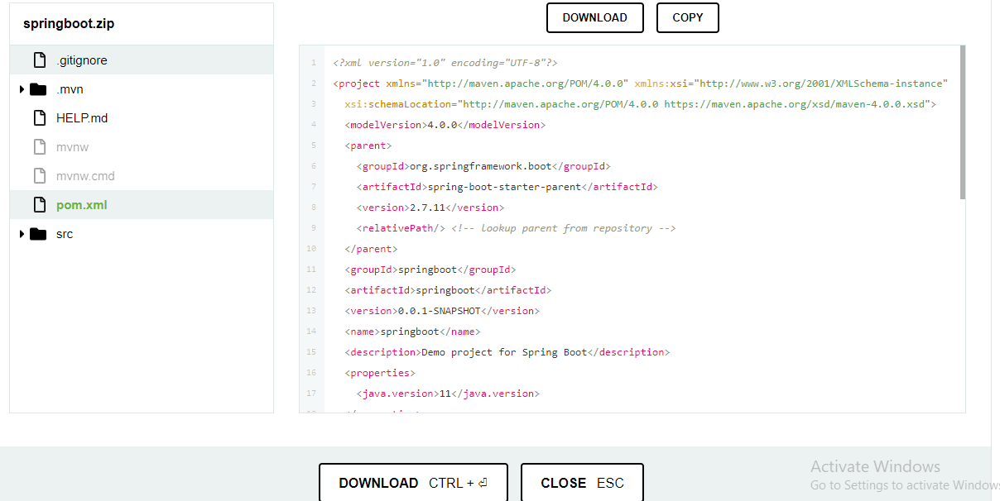 springboot.zip
.gitignore
.mvn
HELP.md
mvnw
mvnw.cmd
pom.xml
src
DOWNLOAD COPY
1 <?xml version="1.0" encoding="UTF-8"?>
2 <project xmlns="http://maven.apache.org/POM/4.0.0" xmlns:xsi="http://www.w3.org/2001/XMLSchema-instance"
3 xsi:schemaLocation="http://maven.apache.org/POM/4.0.0 https://maven.apache.org/xsd/maven-4.0.0.xsd">
4 <modelVersion>4.0.0</modelVersion>
5 <parent>
6 <groupId>org.springframework.boot</groupId>
7 <artifactId>spring-boot-starter-parent</artifactId>
8 <version>2.7.11</version>
9 <relativePath/> <!-- lookup parent from repository -->
10 </parent>
11 <groupId>springboot</groupId>
12 <artifactId>springboot</artifactId>
13 <version>0.0.1-SNAPSHOT</version>
14 <name>springboot</name>
15 <description>Demo project for Spring Boot</description>
16 <properties>
17 <java.version>11</java.version>
DOWNLOAD CTRL + ⏎ CLOSE ESC
Activate Windows
Go to Settings to activate Windows